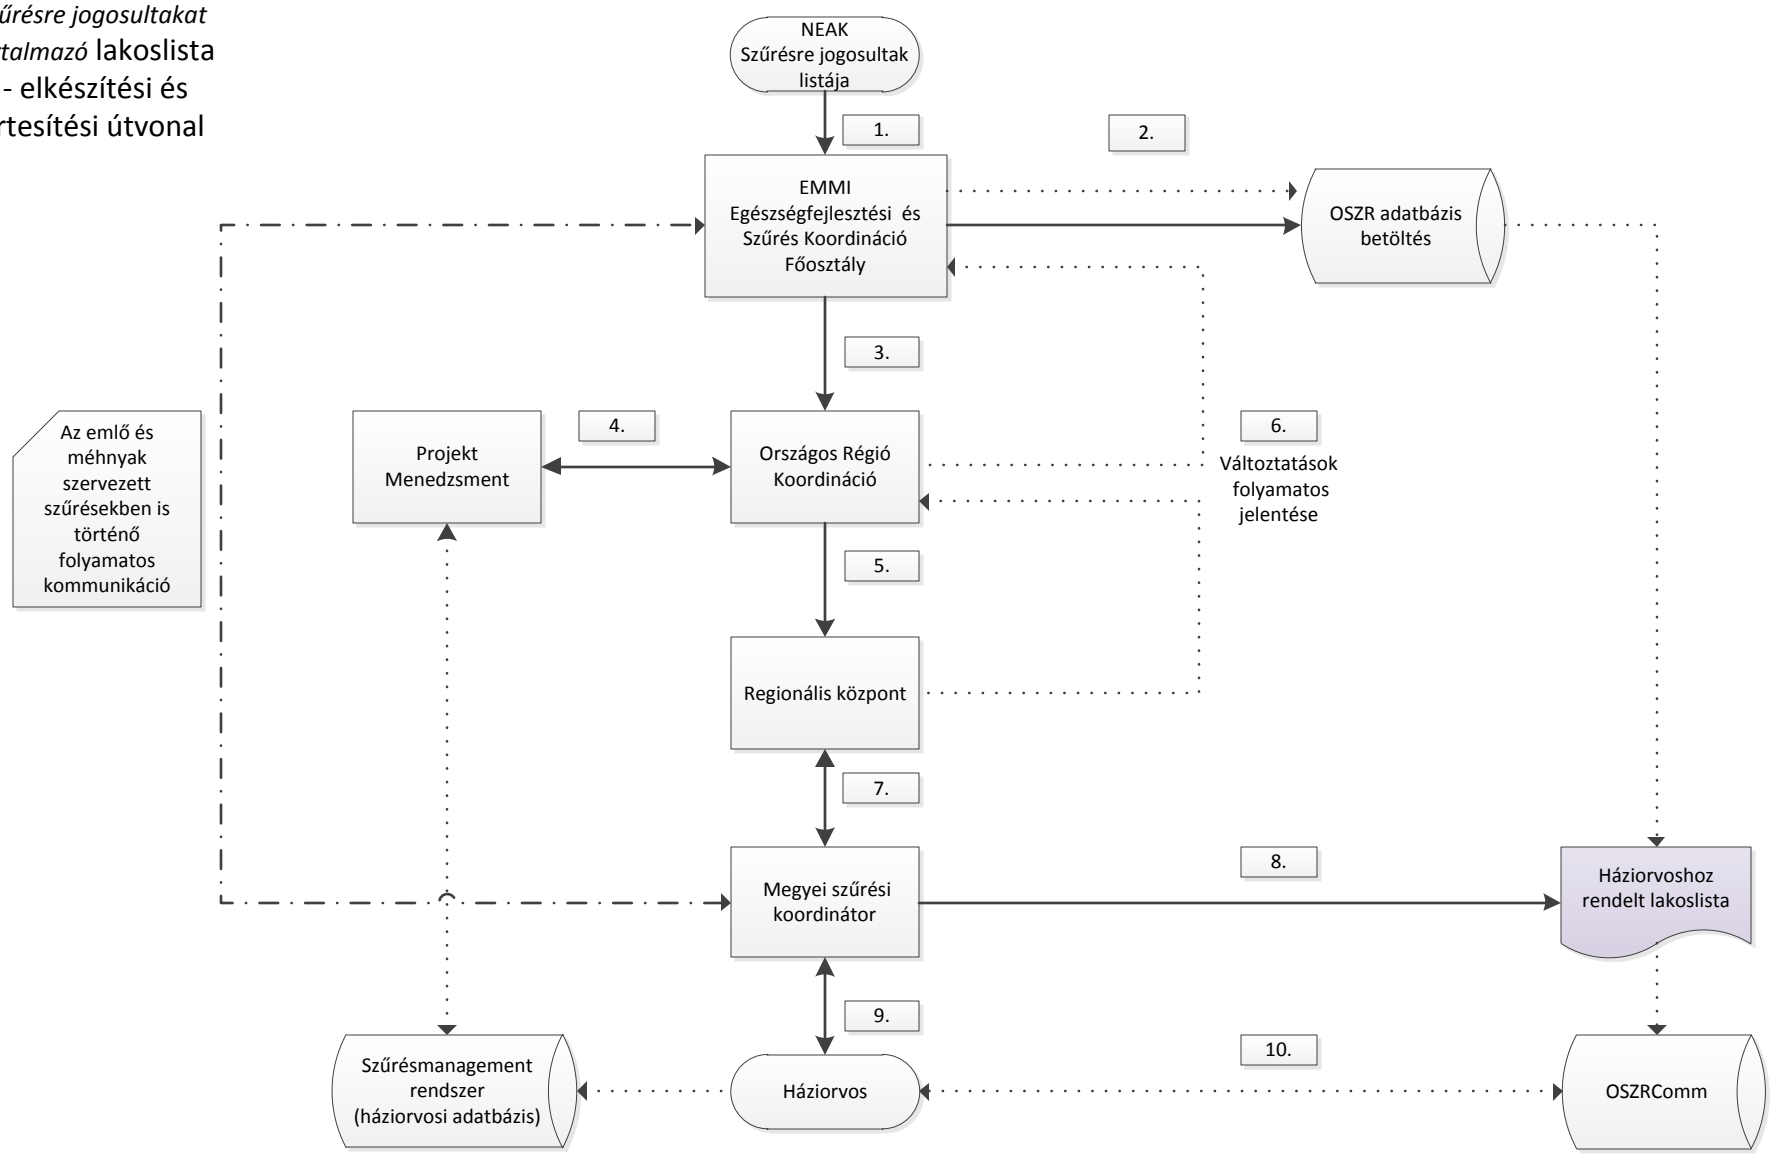 jogosultakat
lakoslista
- elkészítési és
útvonal
NEAK
Szűrésre jogosultak
listája
1.
2.
EMMI
Egészségfejlesztési és
Szűrés Koordináció
Főosztály
OSZR adatbázis
betöltés
3.
Az emlő és
méhnyak
szervezett
szűrésekben is
történő
folyamatos
kommunikáció
Projekt
Menedzsment
4.
Országos Régió
Koordináció
6.
Változtatások
folyamatos
jelentése
5.
Regionális központ
7.
Megyei szűrési
koordinátor
8.
Háziorvoshoz
rendelt lakoslista
9.
10.
Szűrésmanagement
rendszer
(háziorvosi adatbázis)
Háziorvos
OSZRComm